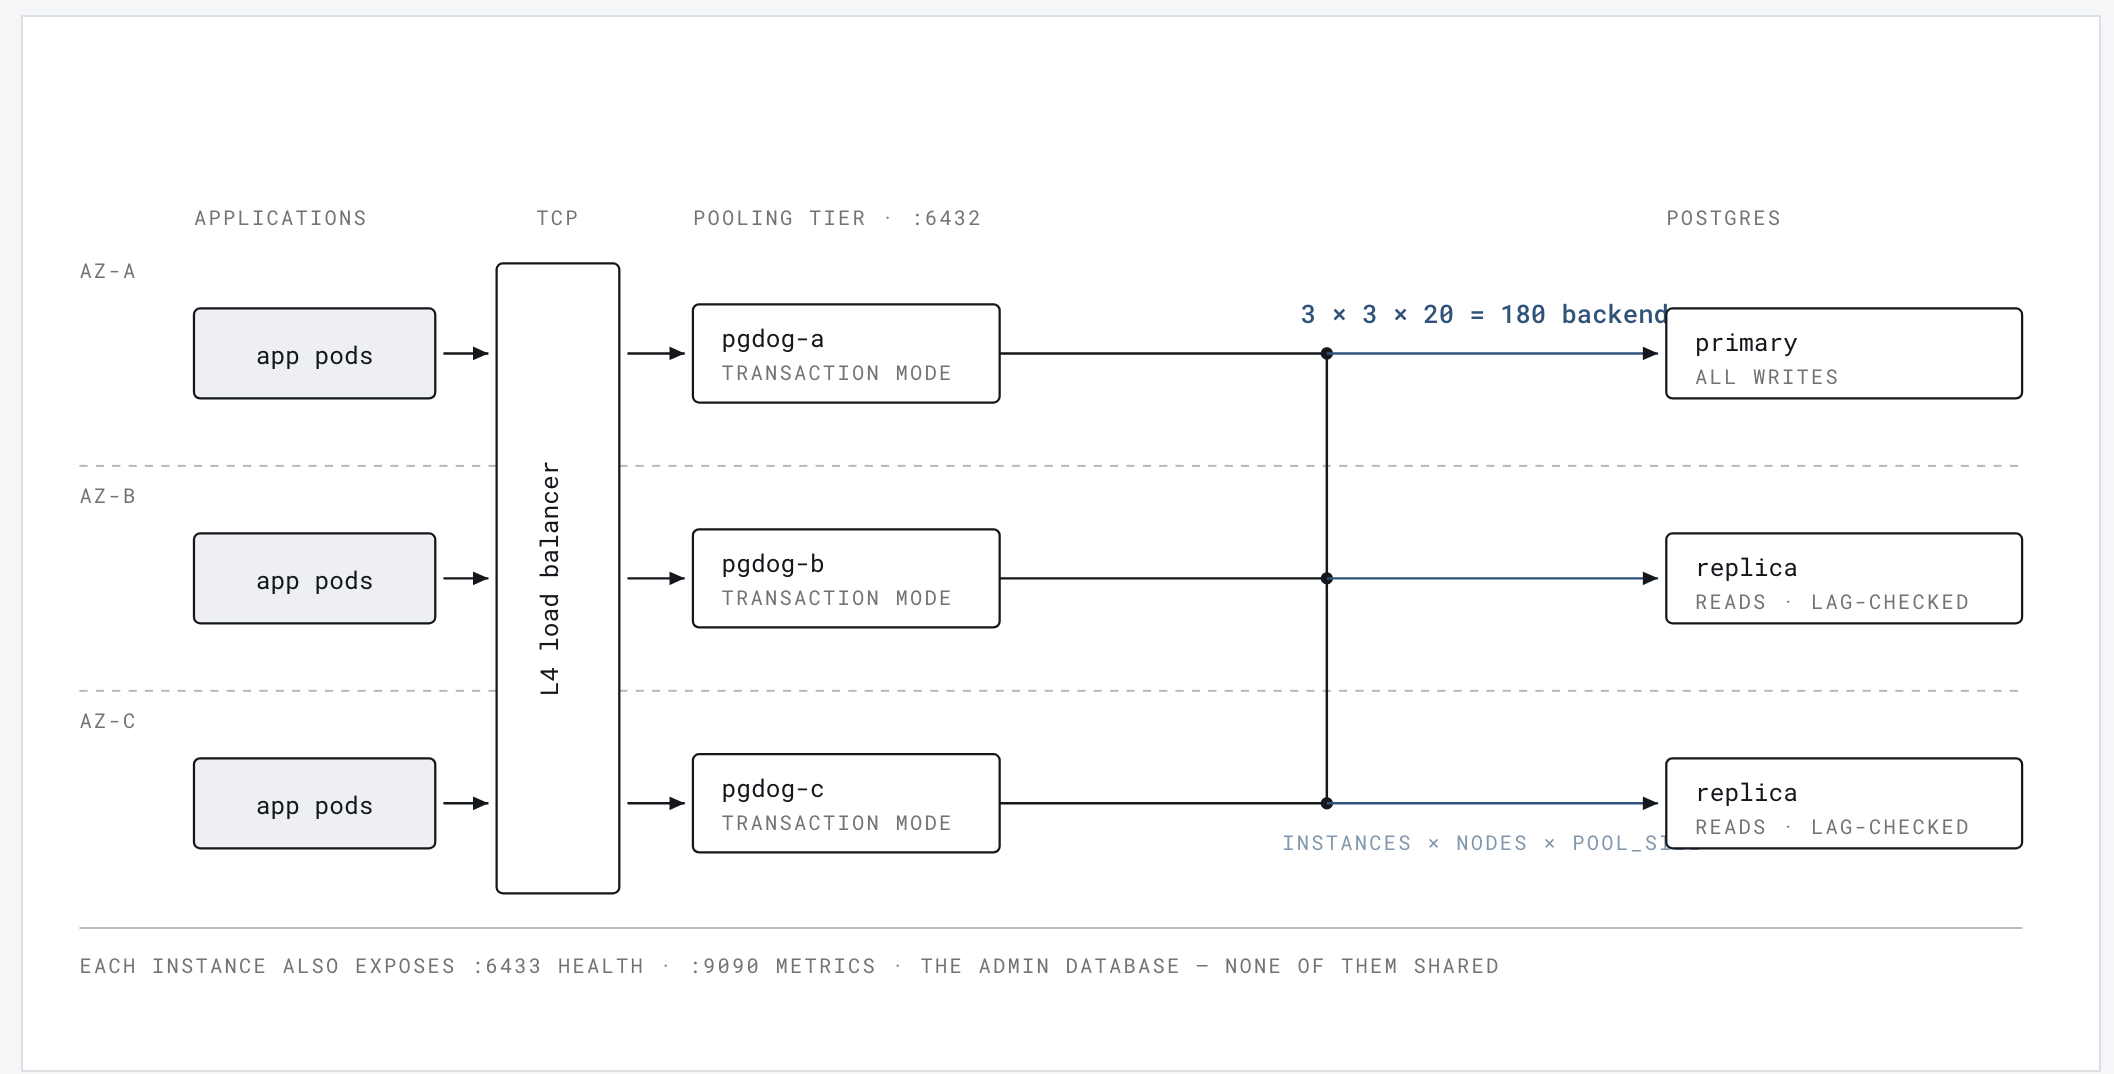 APPLICATIONS
TCP
POOLING TIER · :6432
POSTGRES
AZ-A
app pods
pgdog-a
TRANSACTION MODE
3 × 3 × 20 = 180 backend
primary
ALL WRITES
AZ-B
app pods
L4 load balancer
pgdog-b
TRANSACTION MODE
replica
READS · LAG-CHECKED
AZ-C
app pods
pgdog-c
TRANSACTION MODE
replica
READS · LAG-CHECKED
INSTANCES × NODES ×
EACH INSTANCE ALSO EXPOSES :6433 HEALTH · :9090 METRICS · THE ADMIN DATABASE — NONE OF THEM SHARED